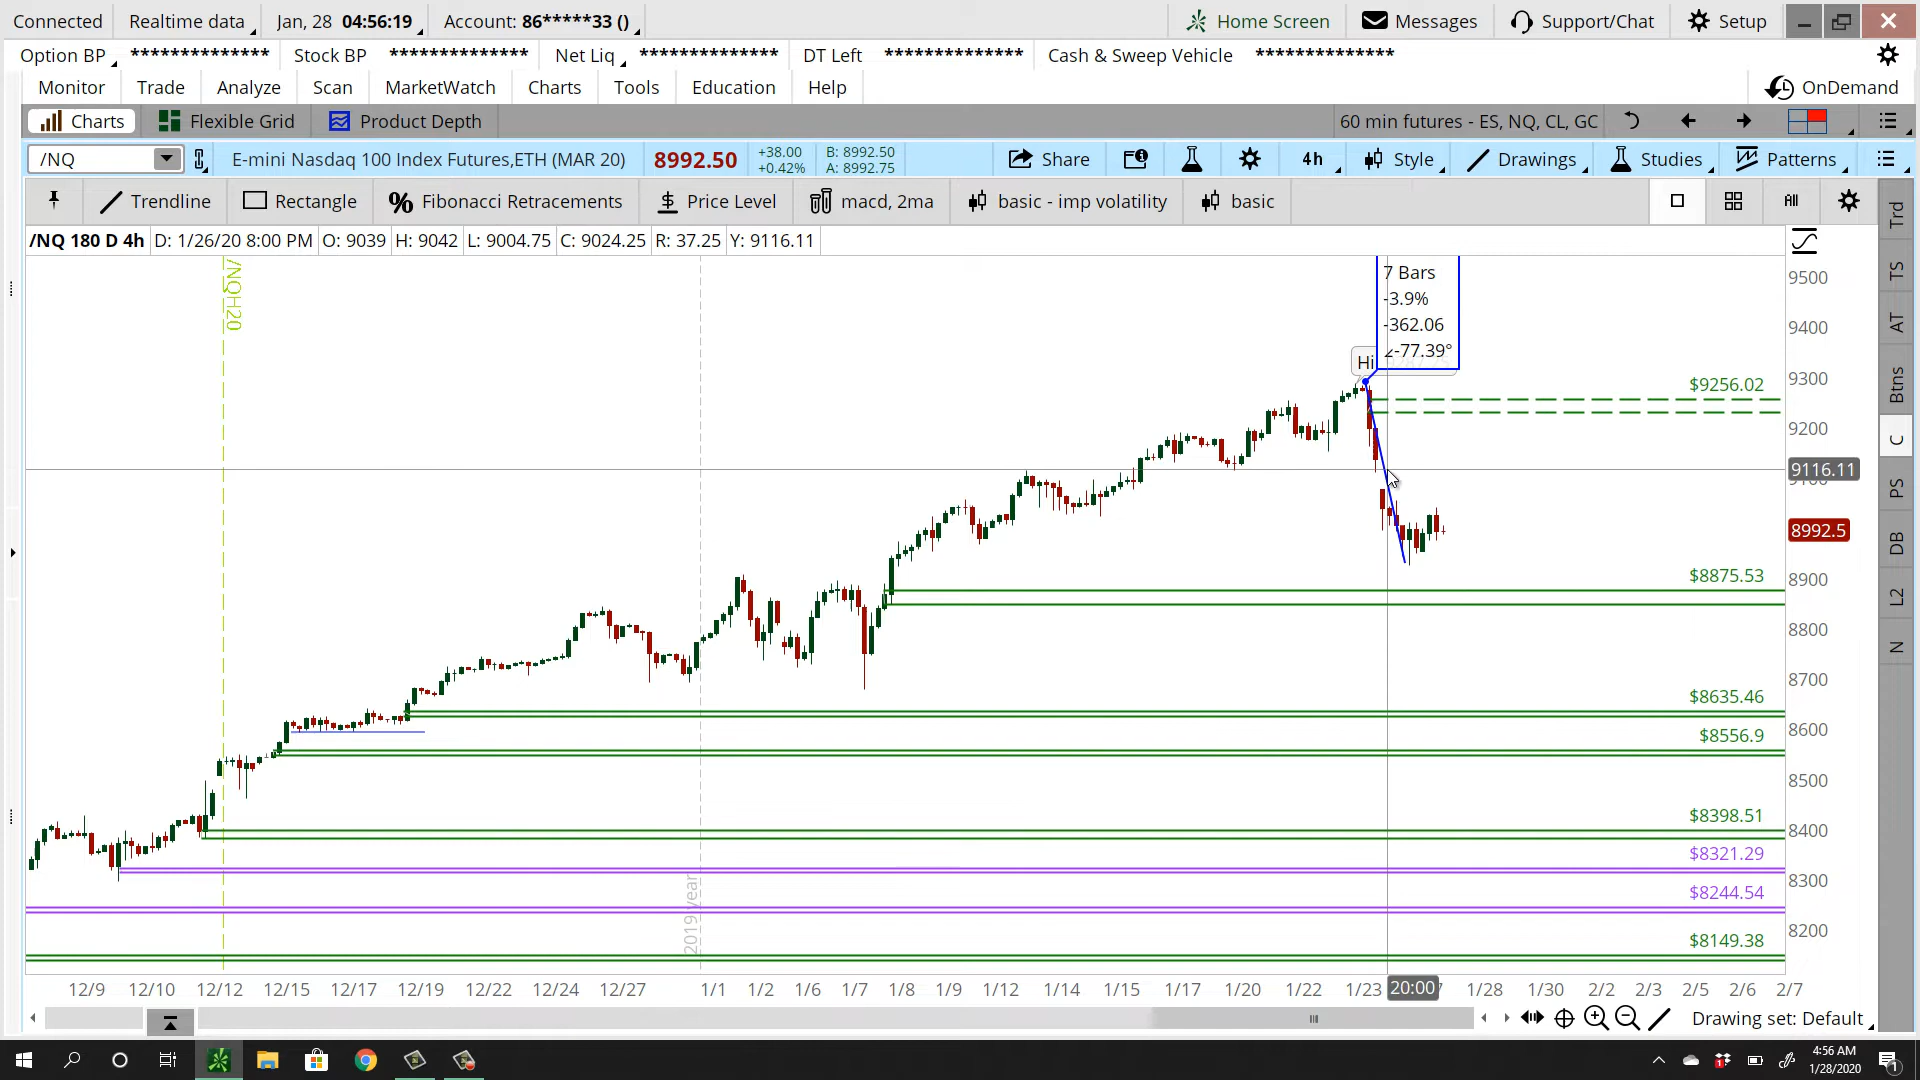 Connected Realtime data Jan, 28 04:56:19 Account: 86*****33 () Home Screen Messages Support/Chat Setup
Option BP ************** Stock BP ************** Net Liq ************** DT Left ************** Cash & Sweep Vehicle **************
Monitor Trade Analyze Scan MarketWatch Charts Tools Education Help OnDemand
Charts Flexible Grid Product Depth 60 min futures - ES, NQ, CL, GC
/NQ E-mini Nasdaq 100 Index Futures,ETH (MAR 20) 8992.50 +38.00 B: 8992.50 Share 4h Style Drawings Studies Patterns
+0.42% A: 8992.75
Trendline Rectangle % Fibonacci Retracements $ Price Level macd, 2ma basic - imp volatility basic All
/NQ 180 D 4h D: 1/26/20 8:00 PM O: 9039 H: 9042 L: 9004.75 C: 9024.25 R: 37.25 Y: 9116.11
/NQH20
7 Bars
-3.9%
-362.06
∠-77.39°
Hi
9500
9400
9300
$9256.02
9200
9116.11
8992.5
8900
$8875.53
8800
8700
$8635.46
8600
$8556.9
8500
$8398.51
8400
$8321.29
8300
$8244.54
8200
$8149.38
2019 year
12/9 12/10 12/12 12/15 12/17 12/19 12/22 12/24 12/27 1/1 1/2 1/6 1/7 1/8 1/9 1/12 1/14 1/15 1/17 1/20 1/22 1/23 20:00 1/28 1/30 2/2 2/3 2/5 2/6 2/7
Drawing set: Default
Trd
TS
AT
Btns
C
PS
DB
L2
N
4:56 AM
1/28/2020
1
1